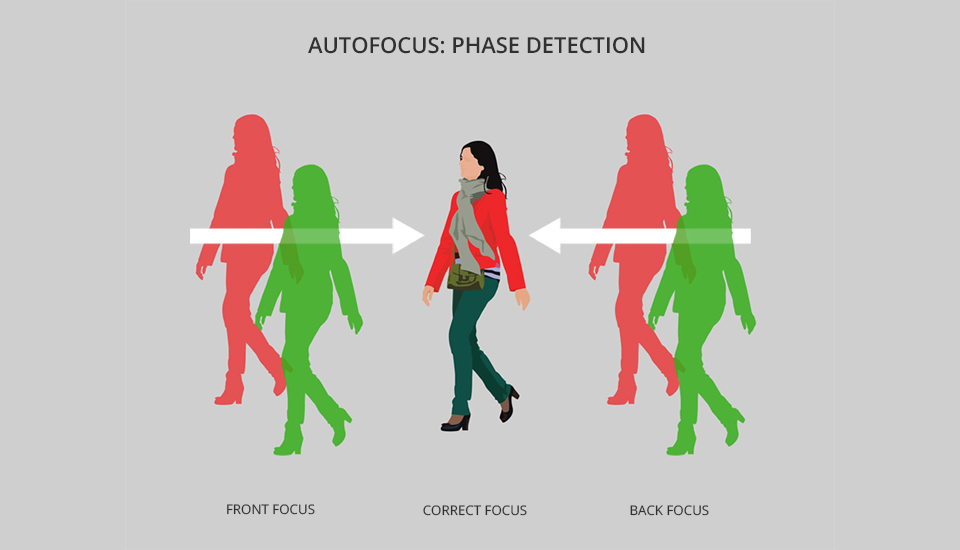 AUTOFOCUS: PHASE DETECTION
FRONT FOCUS
CORRECT FOCUS
BACK FOCUS